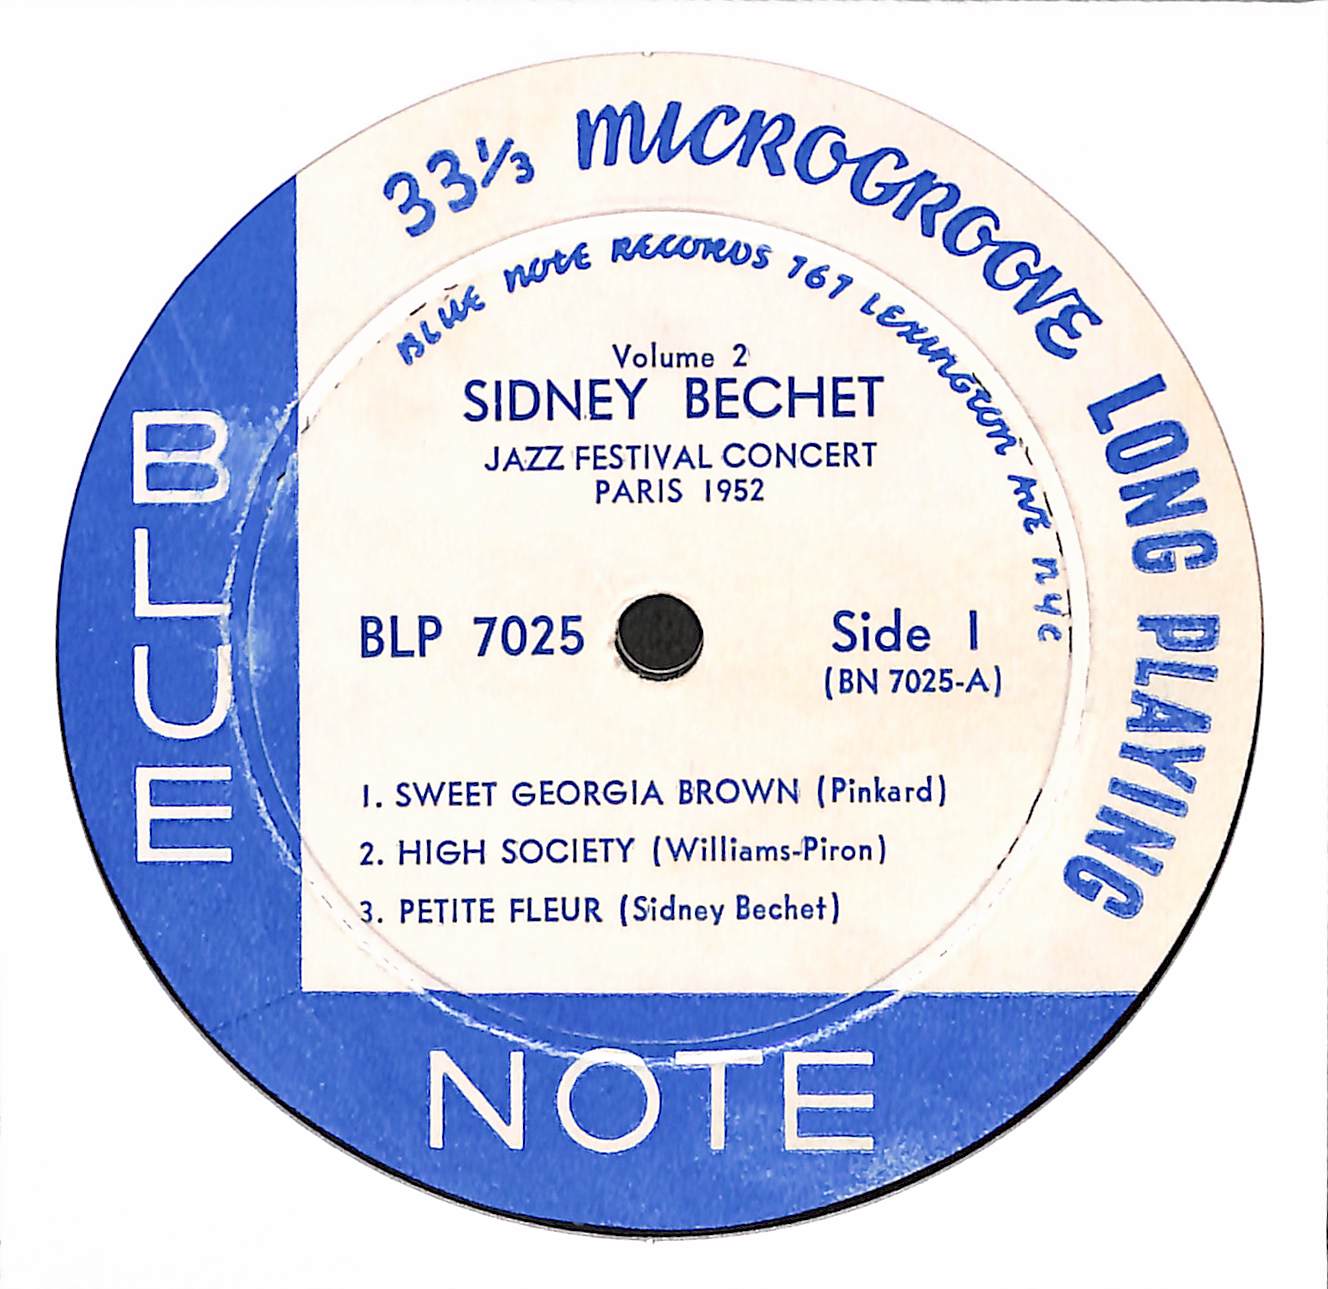 33⅓ MICROGROOVE LONG PLAYING
BLUE NOTE RECORDS 767 LEXINGTON AVE NYC
Volume 2
SIDNEY BECHET
JAZZ FESTIVAL CONCERT
PARIS 1952
BLP 7025
Side 1
(BN 7025-A)
1. SWEET GEORGIA BROWN (Pinkard)
2. HIGH SOCIETY (Williams-Piron)
3. PETITE FLEUR (Sidney Bechet)
BLUE
NOTE